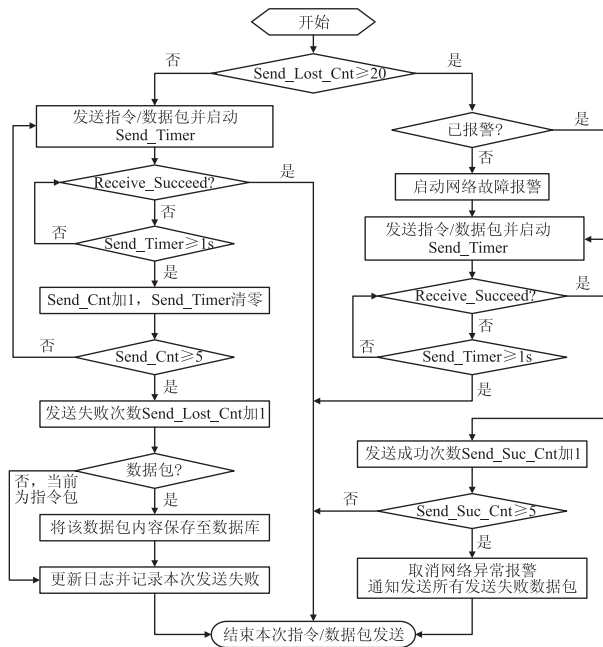 开始
否
Send_Lost_Cnt≥20
是
发送指令/数据包并启动
Send_Timer
已报警?
是
否
Receive_Succeed?
是
启动网络故障报警
否
否
Send_Timer≥1s
发送指令/数据包并启动
Send_Timer
是
Send_Cnt加1，Send_Timer清零
Receive_Succeed?
是
否
否
Send_Cnt≥5
否
Send_Timer≥1s
是
是
发送失败次数Send_Lost_Cnt加1
数据包?
否，当前
为指令包
是
发送成功次数Send_Suc_Cnt加1
否
Send_Suc_Cnt≥5
将该数据包内容保存至数据库
是
更新日志并记录本次发送失败
取消网络异常报警
通知发送所有发送失败数据包
结束本次指令/数据包发送